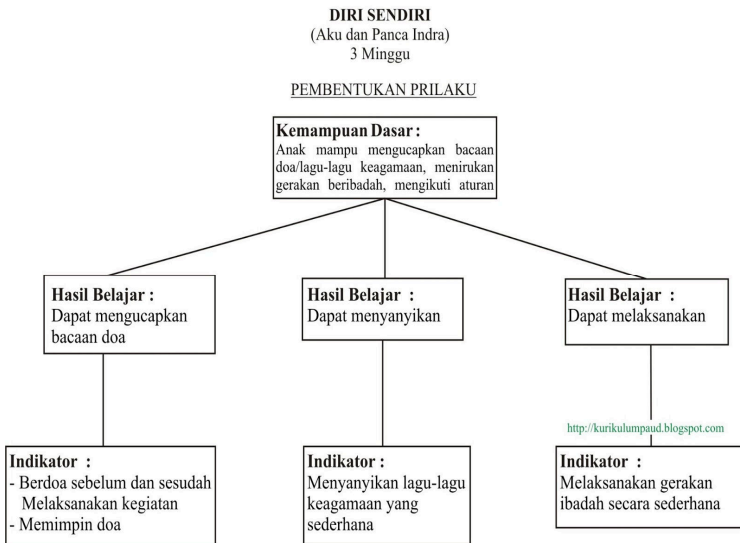 DIRI SENDIRI
(Aku dan Panca Indra)
3 Minggu
PEMBENTUKAN PRILAKU
Kemampuan Dasar :
Anak mampu mengucapkan bacaan
doa/lagu-lagu keagamaan, menirukan
gerakan beribadah, mengikuti aturan
Hasil Belajar :
Dapat mengucapkan
bacaan doa
Hasil Belajar :
Dapat menyanyikan
Hasil Belajar :
Dapat melaksanakan
http://kurikulumpaud.blogspot.com
Indikator :
- Berdoa sebelum dan sesudah
Melaksanakan kegiatan
- Memimpin doa
Indikator :
Menyanyikan lagu-lagu
keagamaan yang
sederhana
Indikator :
Melaksanakan gerakan
ibadah secara sederhana